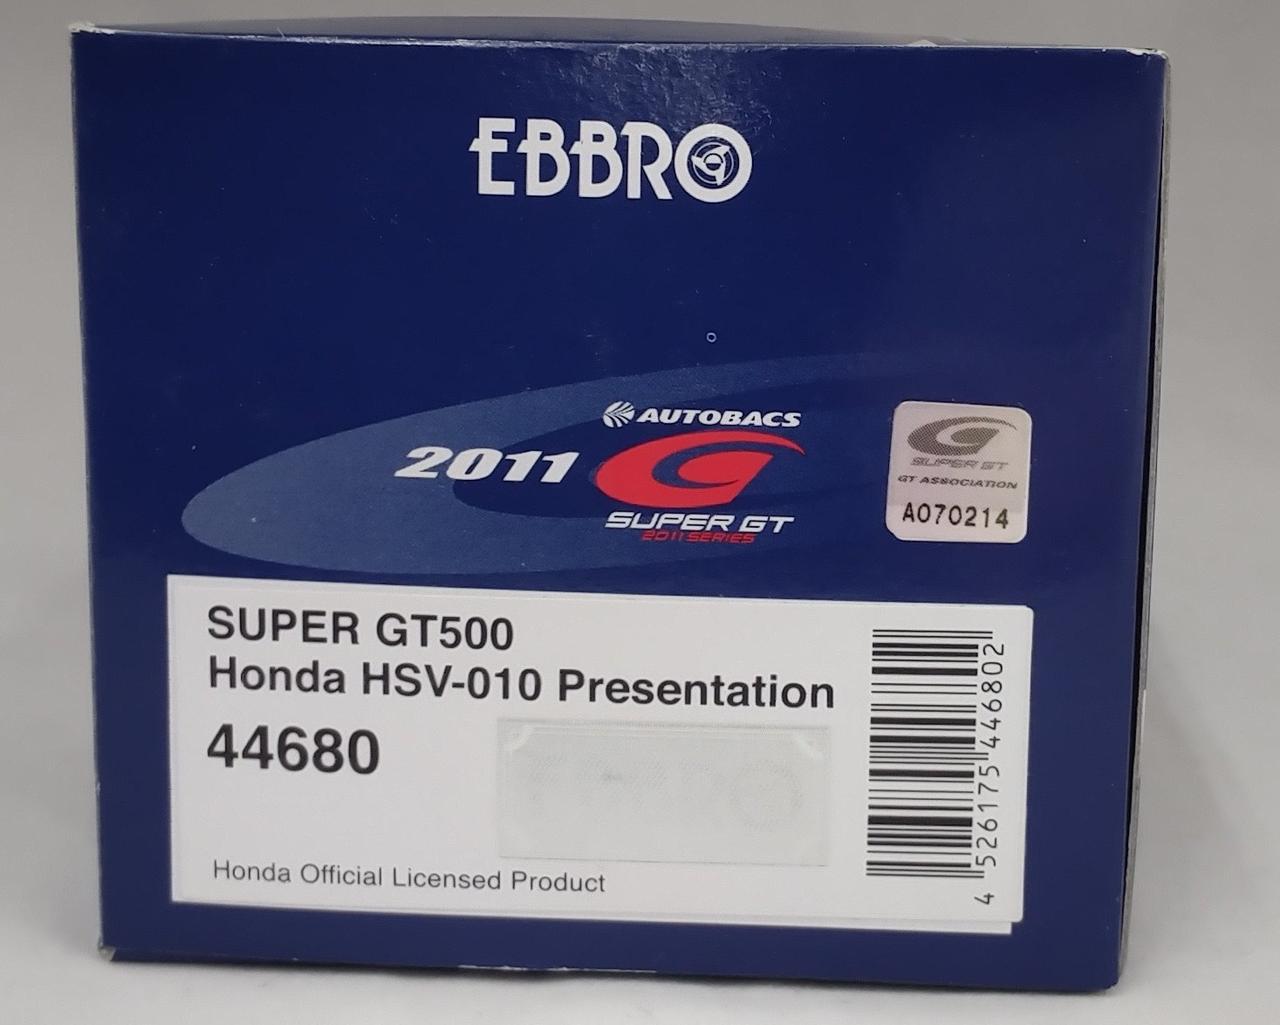 EBBRO
AUTOBACS
2011
SUPER GT
2011 SERIES
SUPER GT
GT ASSOCIATION
A070214
SUPER GT500
Honda HSV-010 Presentation
44680
Honda Official Licensed Product
4 526175 446802